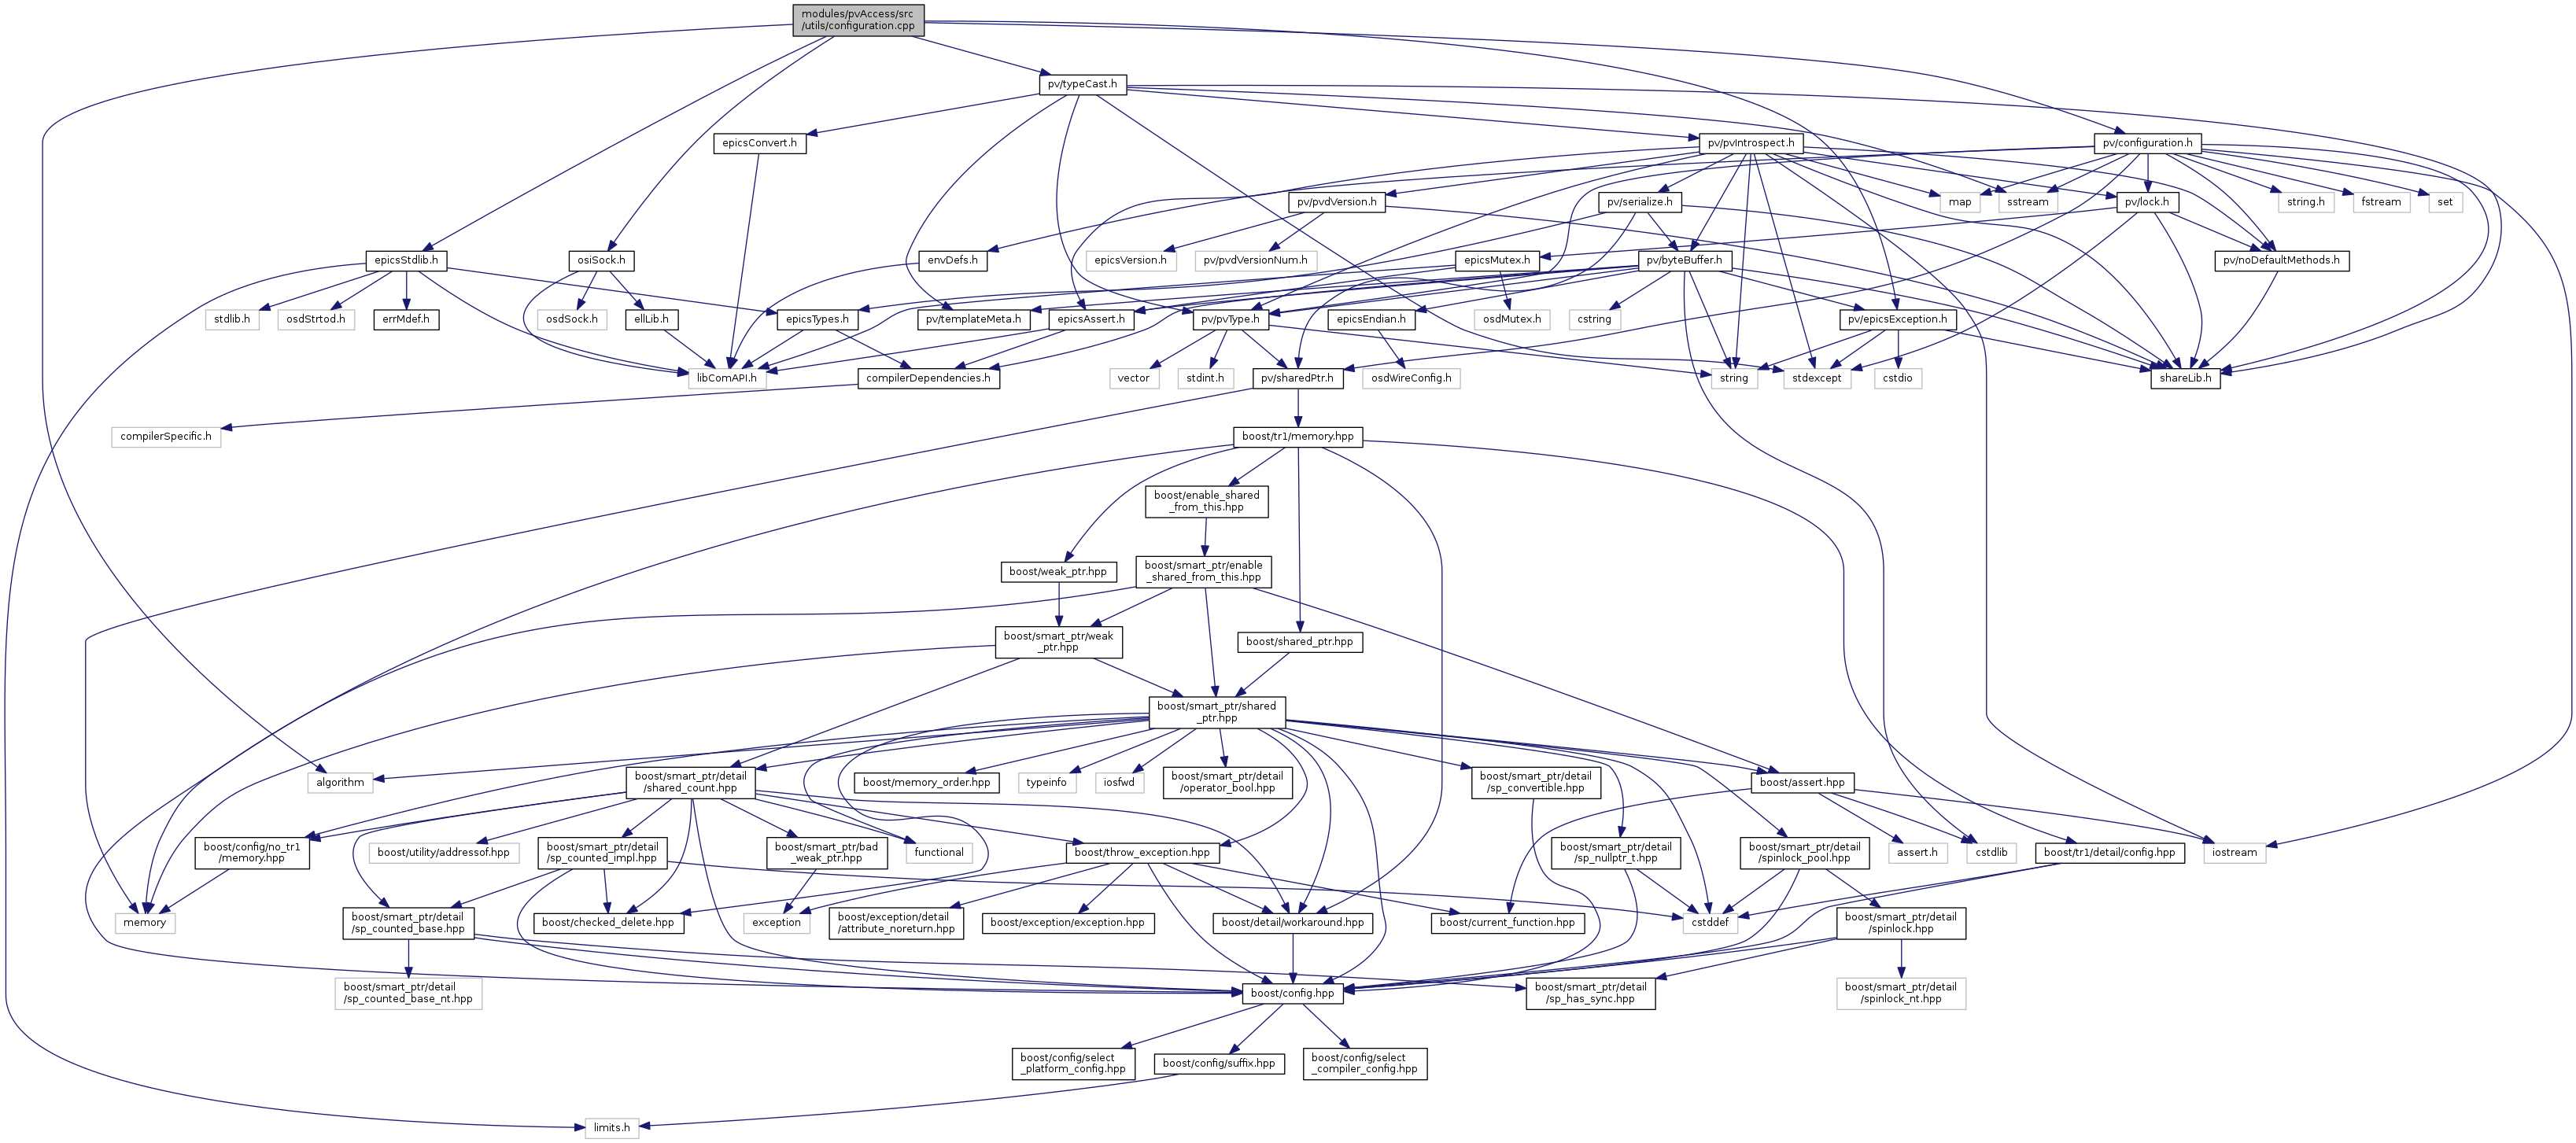 modules/pvAccess/src
/utils/configuration.cpp
pv/typeCast.h
epicsConvert.h
pv/pvIntrospect.h
pv/configuration.h
pv/pvdVersion.h
pv/serialize.h
map
sstream
pv/lock.h
string.h
fstream
set
epicsStdlib.h
osiSock.h
envDefs.h
epicsVersion.h
pv/pvdVersionNum.h
epicsMutex.h
pv/byteBuffer.h
pv/noDefaultMethods.h
stdlib.h
osdStrtod.h
errMdef.h
osdSock.h
ellLib.h
epicsTypes.h
pv/templateMeta.h
epicsAssert.h
pv/pvType.h
epicsEndian.h
osdMutex.h
cstring
pv/epicsException.h
libComAPI.h
compilerDependencies.h
vector
stdint.h
pv/sharedPtr.h
osdWireConfig.h
string
stdexcept
cstdio
shareLib.h
compilerSpecific.h
boost/tr1/memory.hpp
boost/enable_shared
_from_this.hpp
boost/weak_ptr.hpp
boost/smart_ptr/enable
_shared_from_this.hpp
boost/smart_ptr/weak
_ptr.hpp
boost/shared_ptr.hpp
boost/smart_ptr/shared
_ptr.hpp
algorithm
boost/smart_ptr/detail
/shared_count.hpp
boost/memory_order.hpp
typeinfo
iosfwd
boost/smart_ptr/detail
/operator_bool.hpp
boost/smart_ptr/detail
/sp_convertible.hpp
boost/assert.hpp
boost/config/no_tr1
/memory.hpp
boost/utility/addressof.hpp
boost/smart_ptr/detail
/sp_counted_impl.hpp
boost/smart_ptr/bad
_weak_ptr.hpp
functional
boost/throw_exception.hpp
boost/smart_ptr/detail
/sp_nullptr_t.hpp
boost/smart_ptr/detail
/spinlock_pool.hpp
assert.h
cstdlib
boost/tr1/detail/config.hpp
iostream
memory
boost/smart_ptr/detail
/sp_counted_base.hpp
boost/checked_delete.hpp
exception
boost/exception/detail
/attribute_noreturn.hpp
boost/exception/exception.hpp
boost/detail/workaround.hpp
boost/current_function.hpp
cstddef
boost/smart_ptr/detail
/spinlock.hpp
boost/smart_ptr/detail
/sp_counted_base_nt.hpp
boost/config.hpp
boost/smart_ptr/detail
/sp_has_sync.hpp
boost/smart_ptr/detail
/spinlock_nt.hpp
boost/config/select
_platform_config.hpp
boost/config/suffix.hpp
boost/config/select
_compiler_config.hpp
limits.h